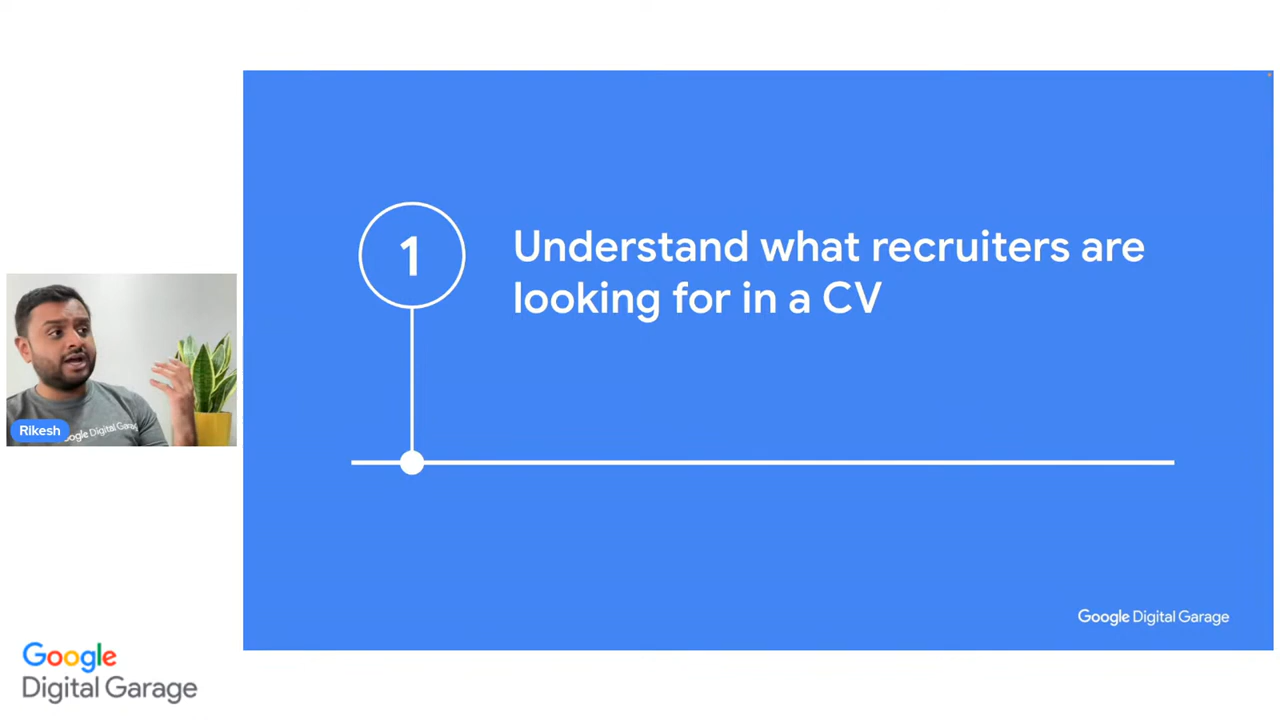 1
Understand what recruiters are
looking for in a CV
Rikesh
Google Digital Garage
Google
Digital Garage